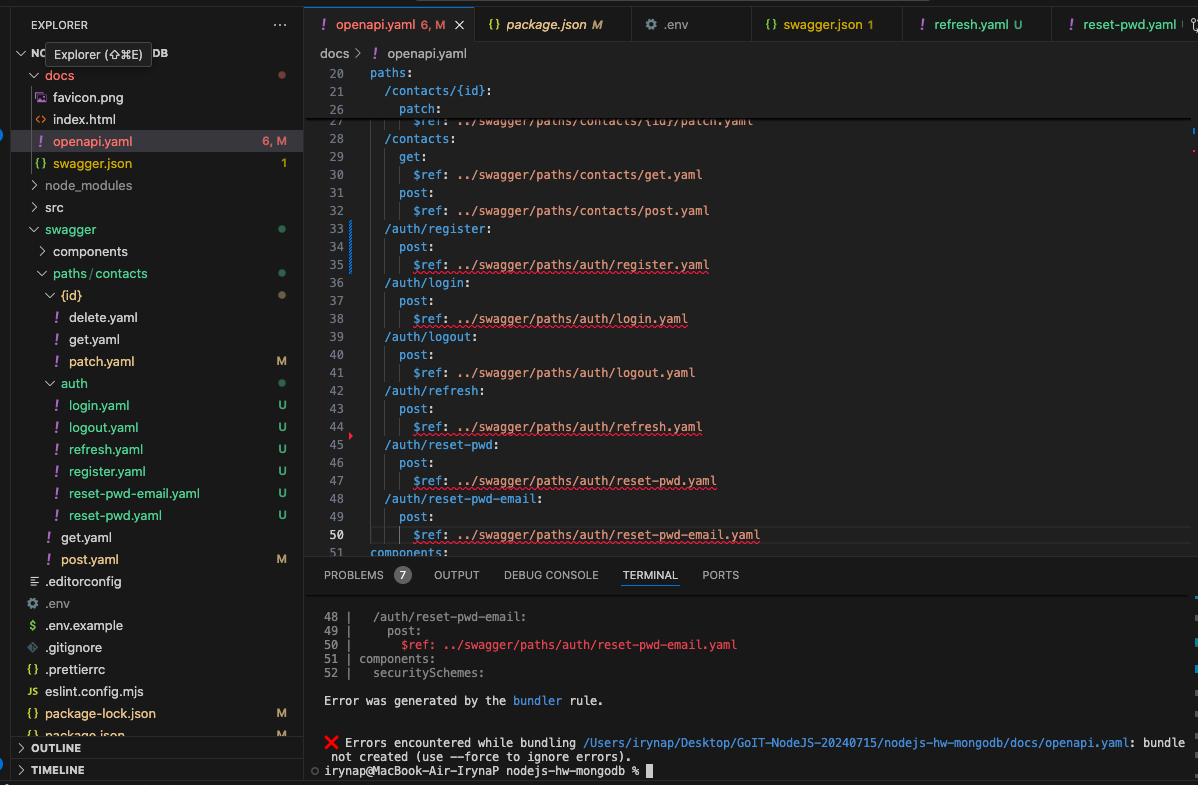 EXPLORER
···
NO
DB
Explorer (⇧⌘E)
docs
favicon.png
index.html
! openapi.yaml 6, M
{} swagger.json 1
node_modules
src
swagger
components
paths / contacts
{id}
! delete.yaml
! get.yaml
! patch.yaml M
auth
! login.yaml U
! logout.yaml U
! refresh.yaml U
! register.yaml U
! reset-pwd-email.yaml U
! reset-pwd.yaml U
! get.yaml
! post.yaml M
.editorconfig
.env
$ .env.example
.gitignore
{} .prettierrc
JS eslint.config.mjs
{} package-lock.json M
{} package.json M
OUTLINE
TIMELINE
! openapi.yaml 6, M ×
{} package.json M
.env
{} swagger.json 1
! refresh.yaml U
! reset-pwd.yaml
docs > ! openapi.yaml
20 paths:
21 /contacts/{id}:
26 patch:
27 $ref: ../swagger/paths/contacts/{id}/patch.yaml
28 /contacts:
29 get:
30 $ref: ../swagger/paths/contacts/get.yaml
31 post:
32 $ref: ../swagger/paths/contacts/post.yaml
33 /auth/register:
34 post:
35 $ref: ../swagger/paths/auth/register.yaml
36 /auth/login:
37 post:
38 $ref: ../swagger/paths/auth/login.yaml
39 /auth/logout:
40 post:
41 $ref: ../swagger/paths/auth/logout.yaml
42 /auth/refresh:
43 post:
44 $ref: ../swagger/paths/auth/refresh.yaml
45 /auth/reset-pwd:
46 post:
47 $ref: ../swagger/paths/auth/reset-pwd.yaml
48 /auth/reset-pwd-email:
49 post:
50 $ref: ../swagger/paths/auth/reset-pwd-email.yaml
51 components:
PROBLEMS 7 OUTPUT DEBUG CONSOLE TERMINAL PORTS
48 | /auth/reset-pwd-email:
49 | post:
50 | $ref: ../swagger/paths/auth/reset-pwd-email.yaml
51 | components:
52 | securitySchemes:
Error was generated by the bundler rule.
❌ Errors encountered while bundling /Users/irynap/Desktop/GoIT-NodeJS-20240715/nodejs-hw-mongodb/docs/openapi.yaml: bundle
not created (use --force to ignore errors).
irynap@MacBook-Air-IrynaP nodejs-hw-mongodb %